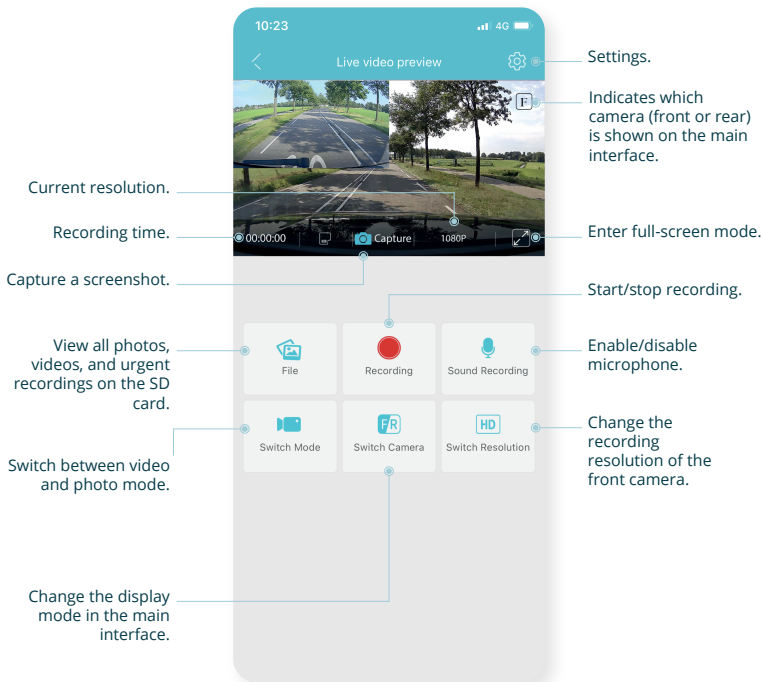 10:23
4G
Live video preview
Settings.
F
Indicates which
camera (front or rear)
is shown on the main
interface.
Current resolution.
Recording time.
00:00:00
Capture
1080P
Enter full-screen mode.
Capture a screenshot.
Start/stop recording.
View all photos,
videos, and urgent
recordings on the SD
card.
File
Recording
Sound Recording
Enable/disable
microphone.
F/R
HD
Switch Mode
Switch Camera
Switch Resolution
Change the
recording
resolution of the
front camera.
Switch between video
and photo mode.
Change the display
mode in the main
interface.